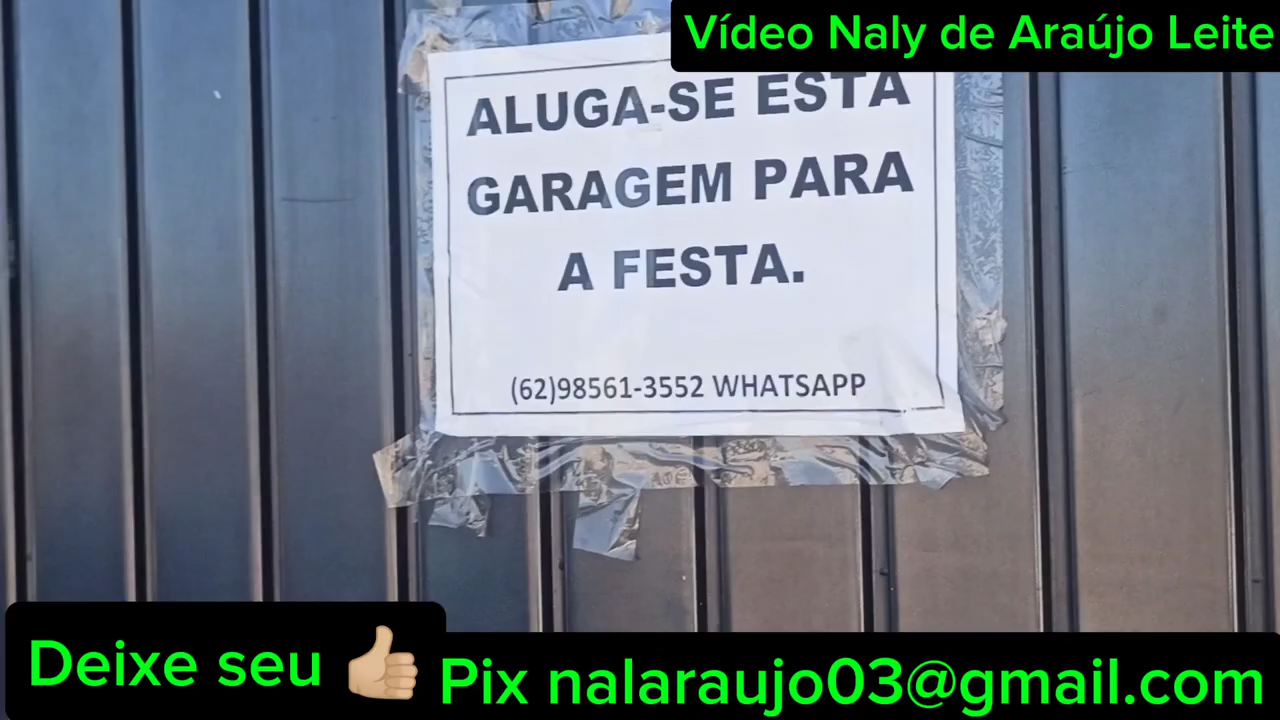 Vídeo Naly de Araújo Leite
ALUGA-SE ESTA
GARAGEM PARA
A FESTA.
(62)98561-3552 WHATSAPP
Deixe seu 👍🏼
Pix nalaraujo03@gmail.com